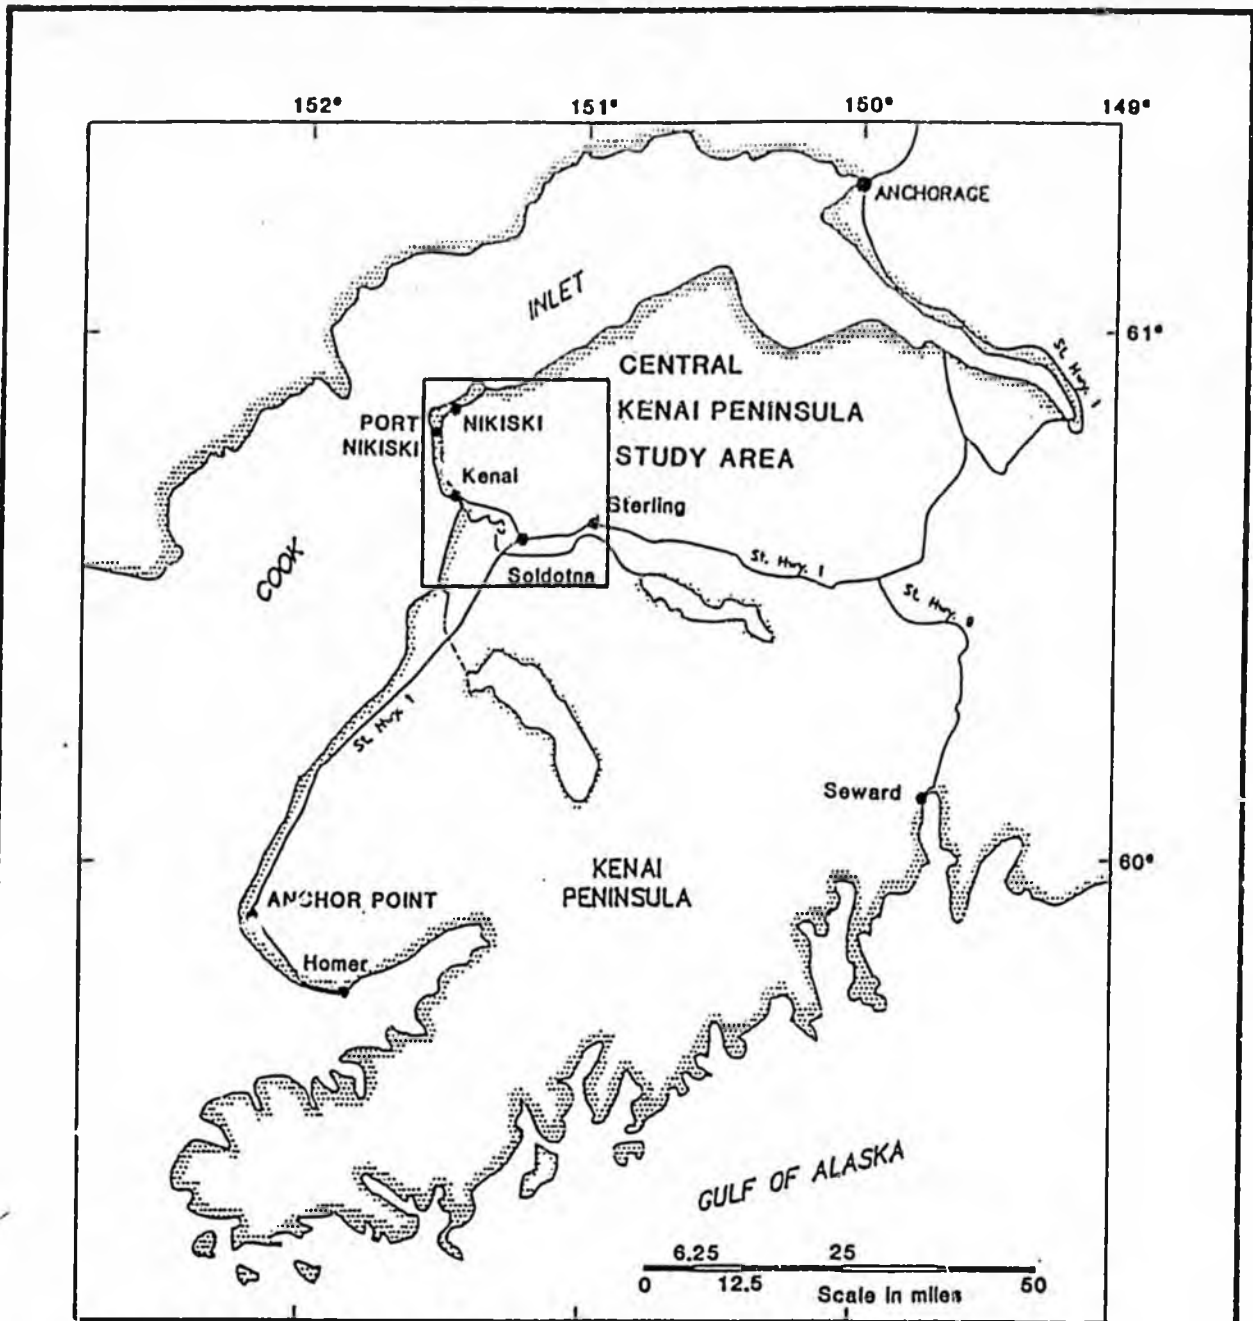 152° 151° 150° 149°
ANCHORAGE
INLET
61°
St. Hwy. 1
CENTRAL
KENAI PENINSULA
STUDY AREA
PORT
NIKISKI
NIKISKI
Kenai
Sterling
COOK
Soldotna
St. Hwy. 1
St. Hwy. 9
St. Hwy 1
Seward
60°
KENAI
PENINSULA
ANCHOR POINT
Homer
GULF OF ALASKA
6.25 25
0 12.5 50
Scale in miles